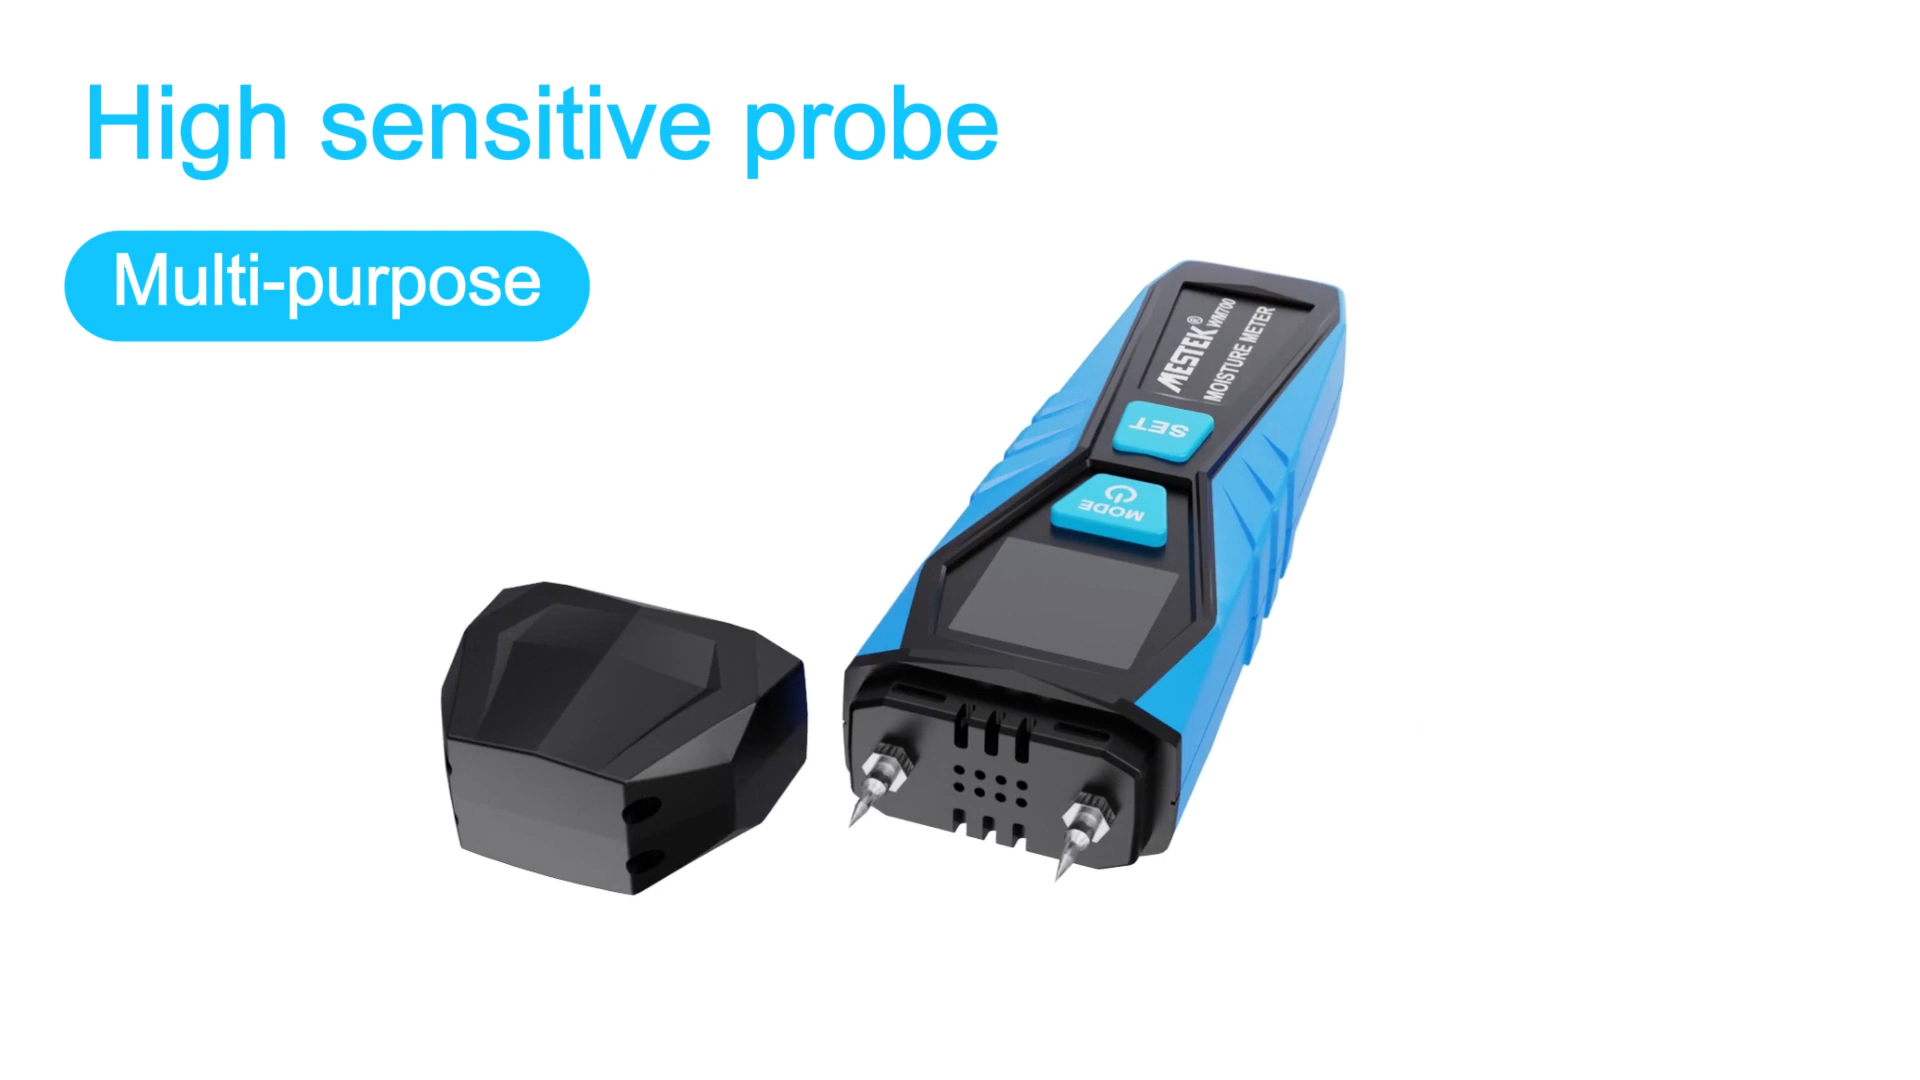 High sensitive probe
Multi-purpose
MESTEK® WM700
MOISTURE METER
SET
MODE